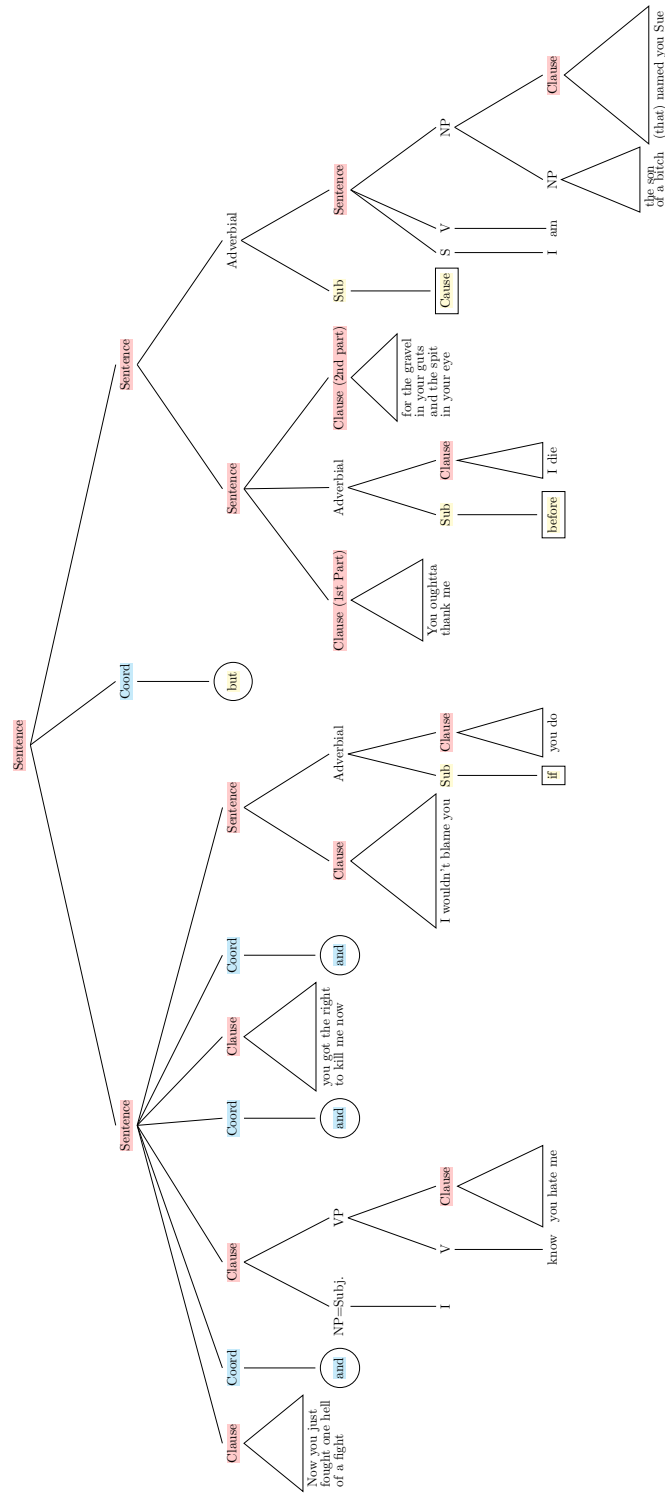 Sentence
Sentence
Coord
Sentence
Clause
Coord
Clause
Coord
Clause
Coord
Sentence
but
Sentence
Adverbial
Now you just
fought one hell
of a fight
and
NP=Subj.
VP
and
you got the right
to kill me now
and
Clause
Adverbial
Clause (1st Part)
Adverbial
Clause (2nd part)
Sub
Sentence
I
V
Clause
I wouldn't blame you
Sub
Clause
You oughtta
thank me
Sub
Clause
for the gravel
in your guts
and the spit
in your eye
Cause
S
V
NP
know
you hate me
if
you do
before
I die
I
am
NP
Clause
the son
of a bitch
(that) named you Sue